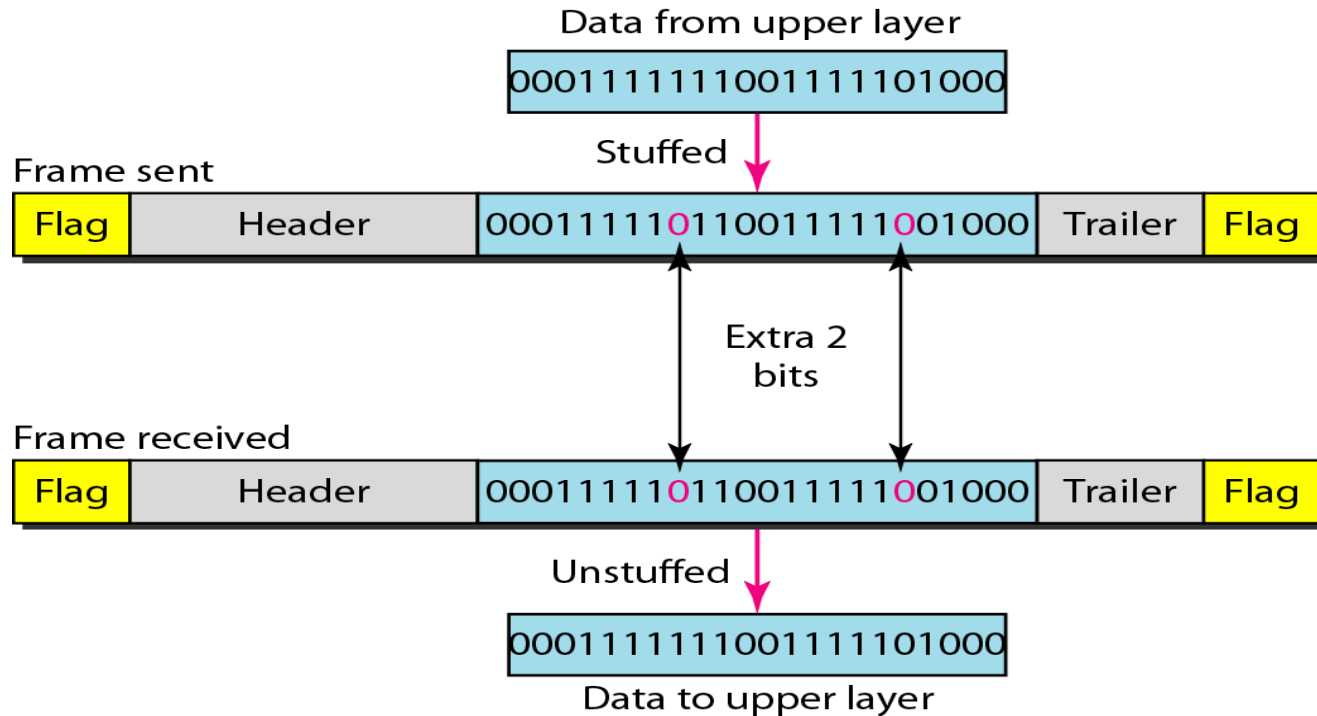 Data from upper layer
0001111111001111101000
Stuffed
Frame sent
Flag Header 000111110110011111001000 Trailer Flag
Extra 2
bits
Frame received
Flag Header 000111110110011111001000 Trailer Flag
Unstuffed
0001111111001111101000
Data to upper layer